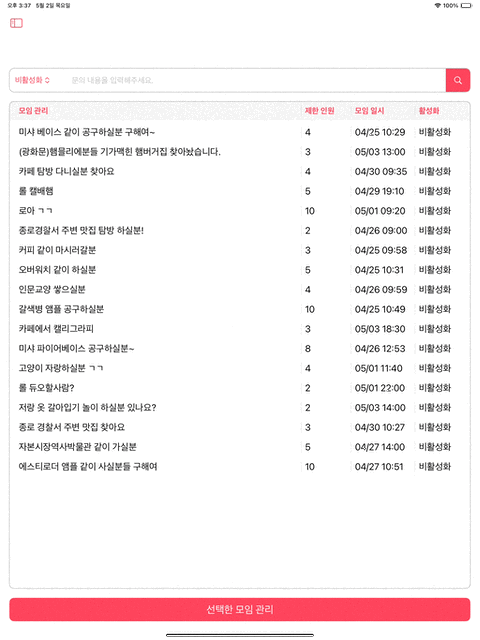 오후 3:37 5월 2일 목요일 100%
비활성화 문의 내용을 입력해주세요.
모임 관리 제한 인원 모임 일시 활성화
미샤 베이스 같이 공구하실분 구해여~ 4 04/25 10:29 비활성화
(광화문)햄믈리에분들 기가맥힌 햄버거집 찾아놨습니다. 3 05/03 13:00 비활성화
카페 탐방 다니실분 찾아요 4 04/30 09:35 비활성화
롤 캘배햄 5 04/29 19:10 비활성화
로아 ㄱㄱ 10 05/01 09:20 비활성화
종로경찰서 주변 맛집 탐방 하실분! 2 04/26 09:00 비활성화
커피 같이 마시러갈분 3 04/25 09:58 비활성화
오버워치 같이 하실분 5 04/25 10:31 비활성화
인문교양 쌓으실분 4 04/26 09:59 비활성화
갈색병 앰플 공구하실분 10 04/25 10:49 비활성화
카페에서 캘리그라피 3 05/03 18:30 비활성화
미샤 파이어베이스 공구하실분~ 8 04/26 12:53 비활성화
고양이 자랑하실분 ㄱㄱ 4 05/01 11:40 비활성화
롤 듀오할사람? 2 05/01 22:00 비활성화
저랑 옷 갈아입기 놀이 하실분 있나요? 2 05/03 14:00 비활성화
종로 경찰서 주변 맛집 찾아요 3 04/30 10:27 비활성화
자본시장역사박물관 같이 가실분 5 04/27 14:00 비활성화
에스티로더 앰플 같이 사실분들 구해여 10 04/27 10:51 비활성화
선택한 모임 관리